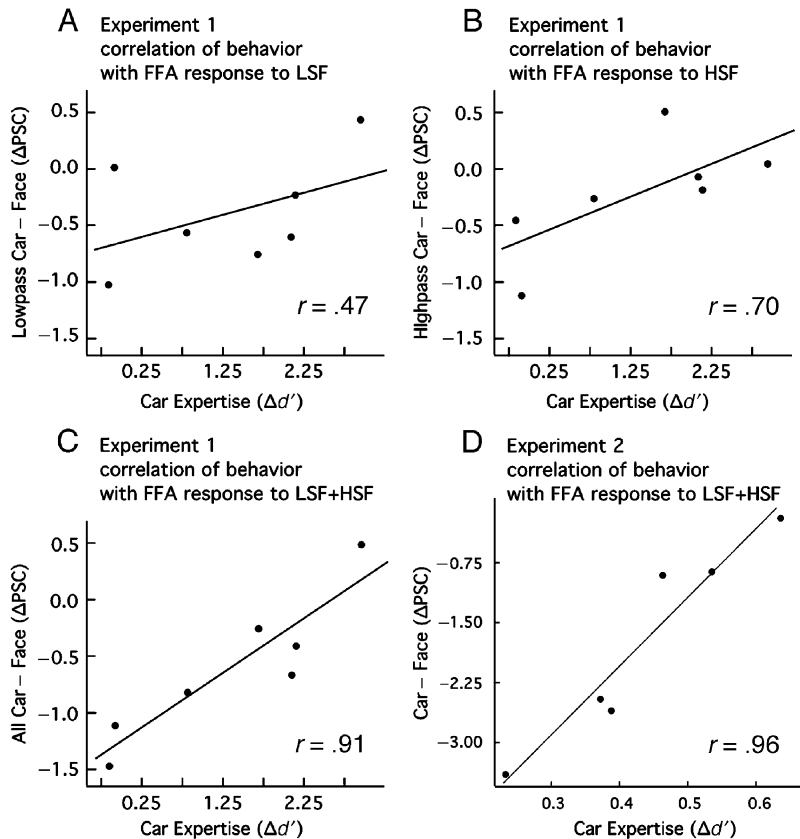 A
Experiment 1
correlation of behavior
with FFA response to LSF
Lowpass Car – Face (ΔPSC)
0.5
0.0
−0.5
−1.0
−1.5
r = .47
0.25 1.25 2.25
Car Expertise (Δd′)
B
Experiment 1
correlation of behavior
with FFA response to HSF
HIghpass Car – Face (ΔPSC)
0.5
0.0
−0.5
−1.0
−1.5
r = .70
0.25 1.25 2.25
Car Expertise (Δd′)
C
Experiment 1
correlation of behavior
with FFA response to LSF+HSF
All Car – Face (ΔPSC)
0.5
0.0
−0.5
−1.0
−1.5
r = .91
0.25 1.25 2.25
Car Expertise (Δd′)
D
Experiment 2
correlation of behavior
with FFA response to LSF+HSF
Car – Face (ΔPSC)
−0.75
−1.50
−2.25
−3.00
r = .96
0.3 0.4 0.5 0.6
Car Expertise (Δd′)